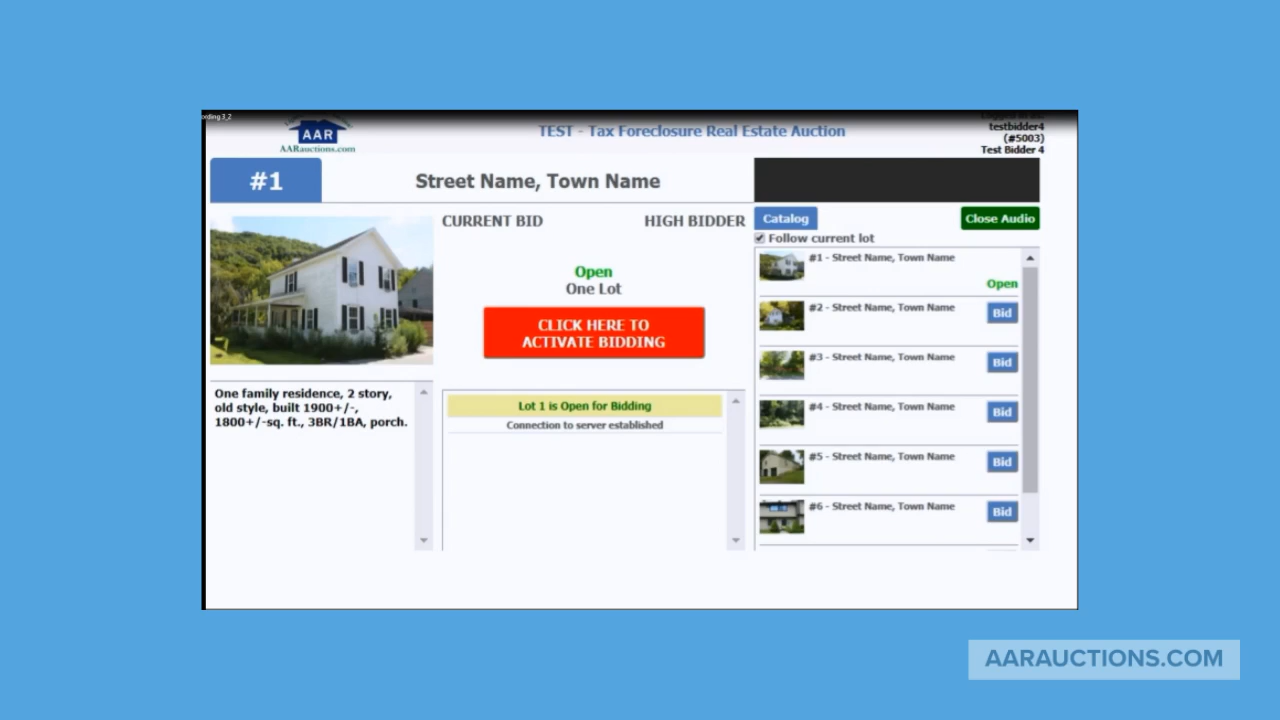 ording 3_Z
AAR
AARauctions.com
TEST - Tax Foreclosure Real Estate Auction
testbidder4
(#5003)
Test Bidder 4
#1
Street Name, Town Name
CURRENT BID
HIGH BIDDER
Open
One Lot
CLICK HERE TO
ACTIVATE BIDDING
One family residence, 2 story,
old style, built 1900+/-,
1800+/-sq. ft., 3BR/1BA, porch.
Lot 1 is Open for Bidding
Connection to server established
Catalog
Close Audio
Follow current lot
#1 - Street Name, Town Name
Open
#2 - Street Name, Town Name
Bid
#3 - Street Name, Town Name
Bid
#4 - Street Name, Town Name
Bid
#5 - Street Name, Town Name
Bid
#6 - Street Name, Town Name
Bid
AARAUCTIONS.COM